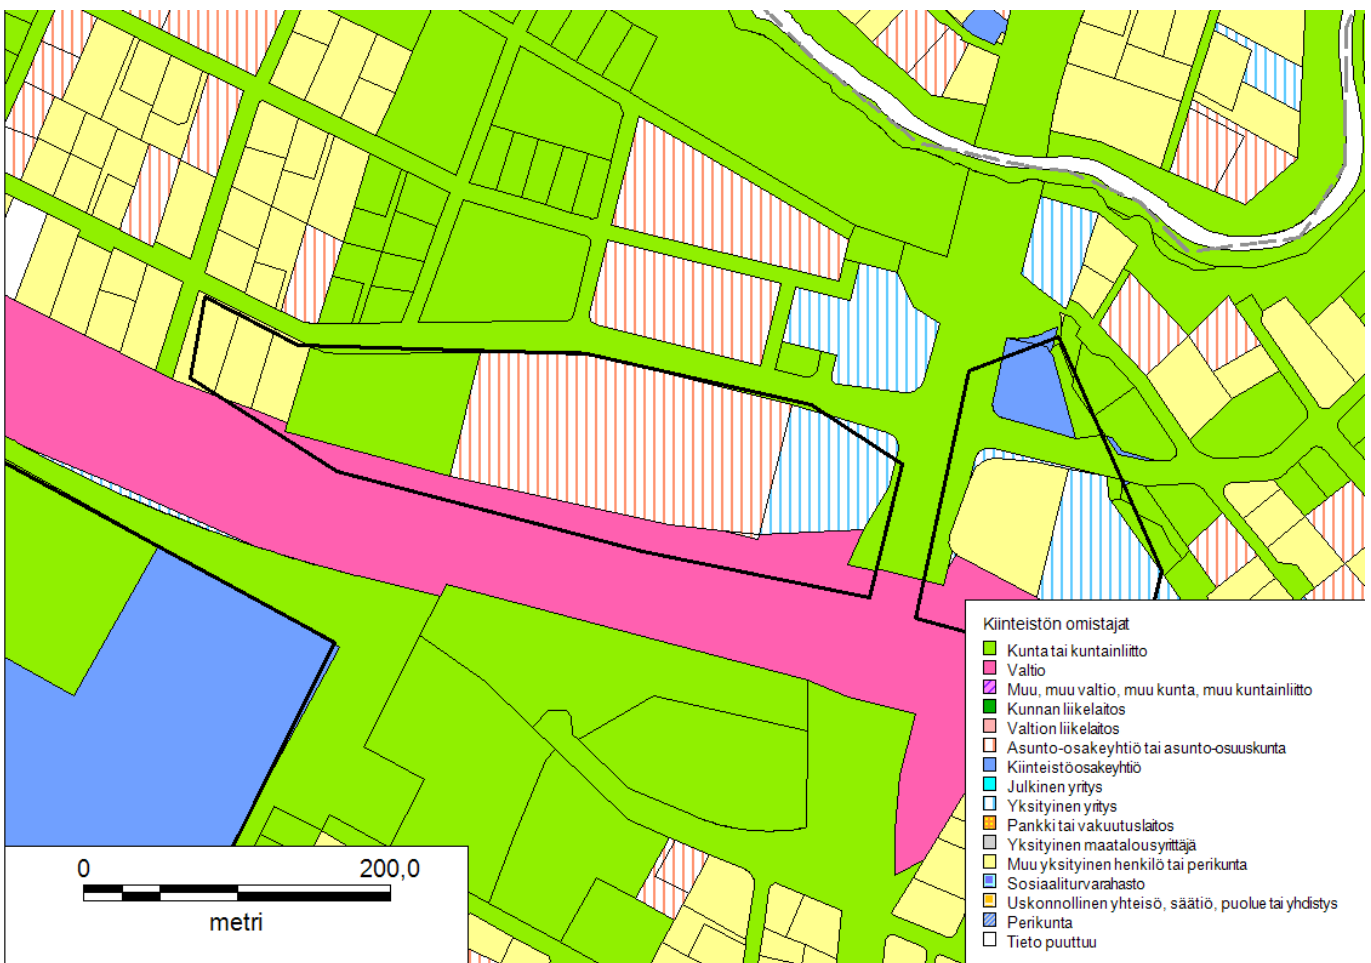 Kiinteistön omistajat
Kunta tai kuntainliitto
Valtio
Muu, muu valtio, muu kunta, muu kuntainliitto
Kunnan liikelaitos
Valtion liikelaitos
Asunto-osakeyhtiö tai asunto-osuuskunta
Kiinteistöosakeyhtiö
Julkinen yritys
Yksityinen yritys
Pankki tai vakuutuslaitos
Yksityinen maatalousyrittäjä
Muu yksityinen henkilö tai perikunta
Sosiaaliturvarahasto
Uskonnollinen yhteisö, säätiö, puolue tai yhdistys
Perikunta
Tieto puuttuu
0 200,0
metri